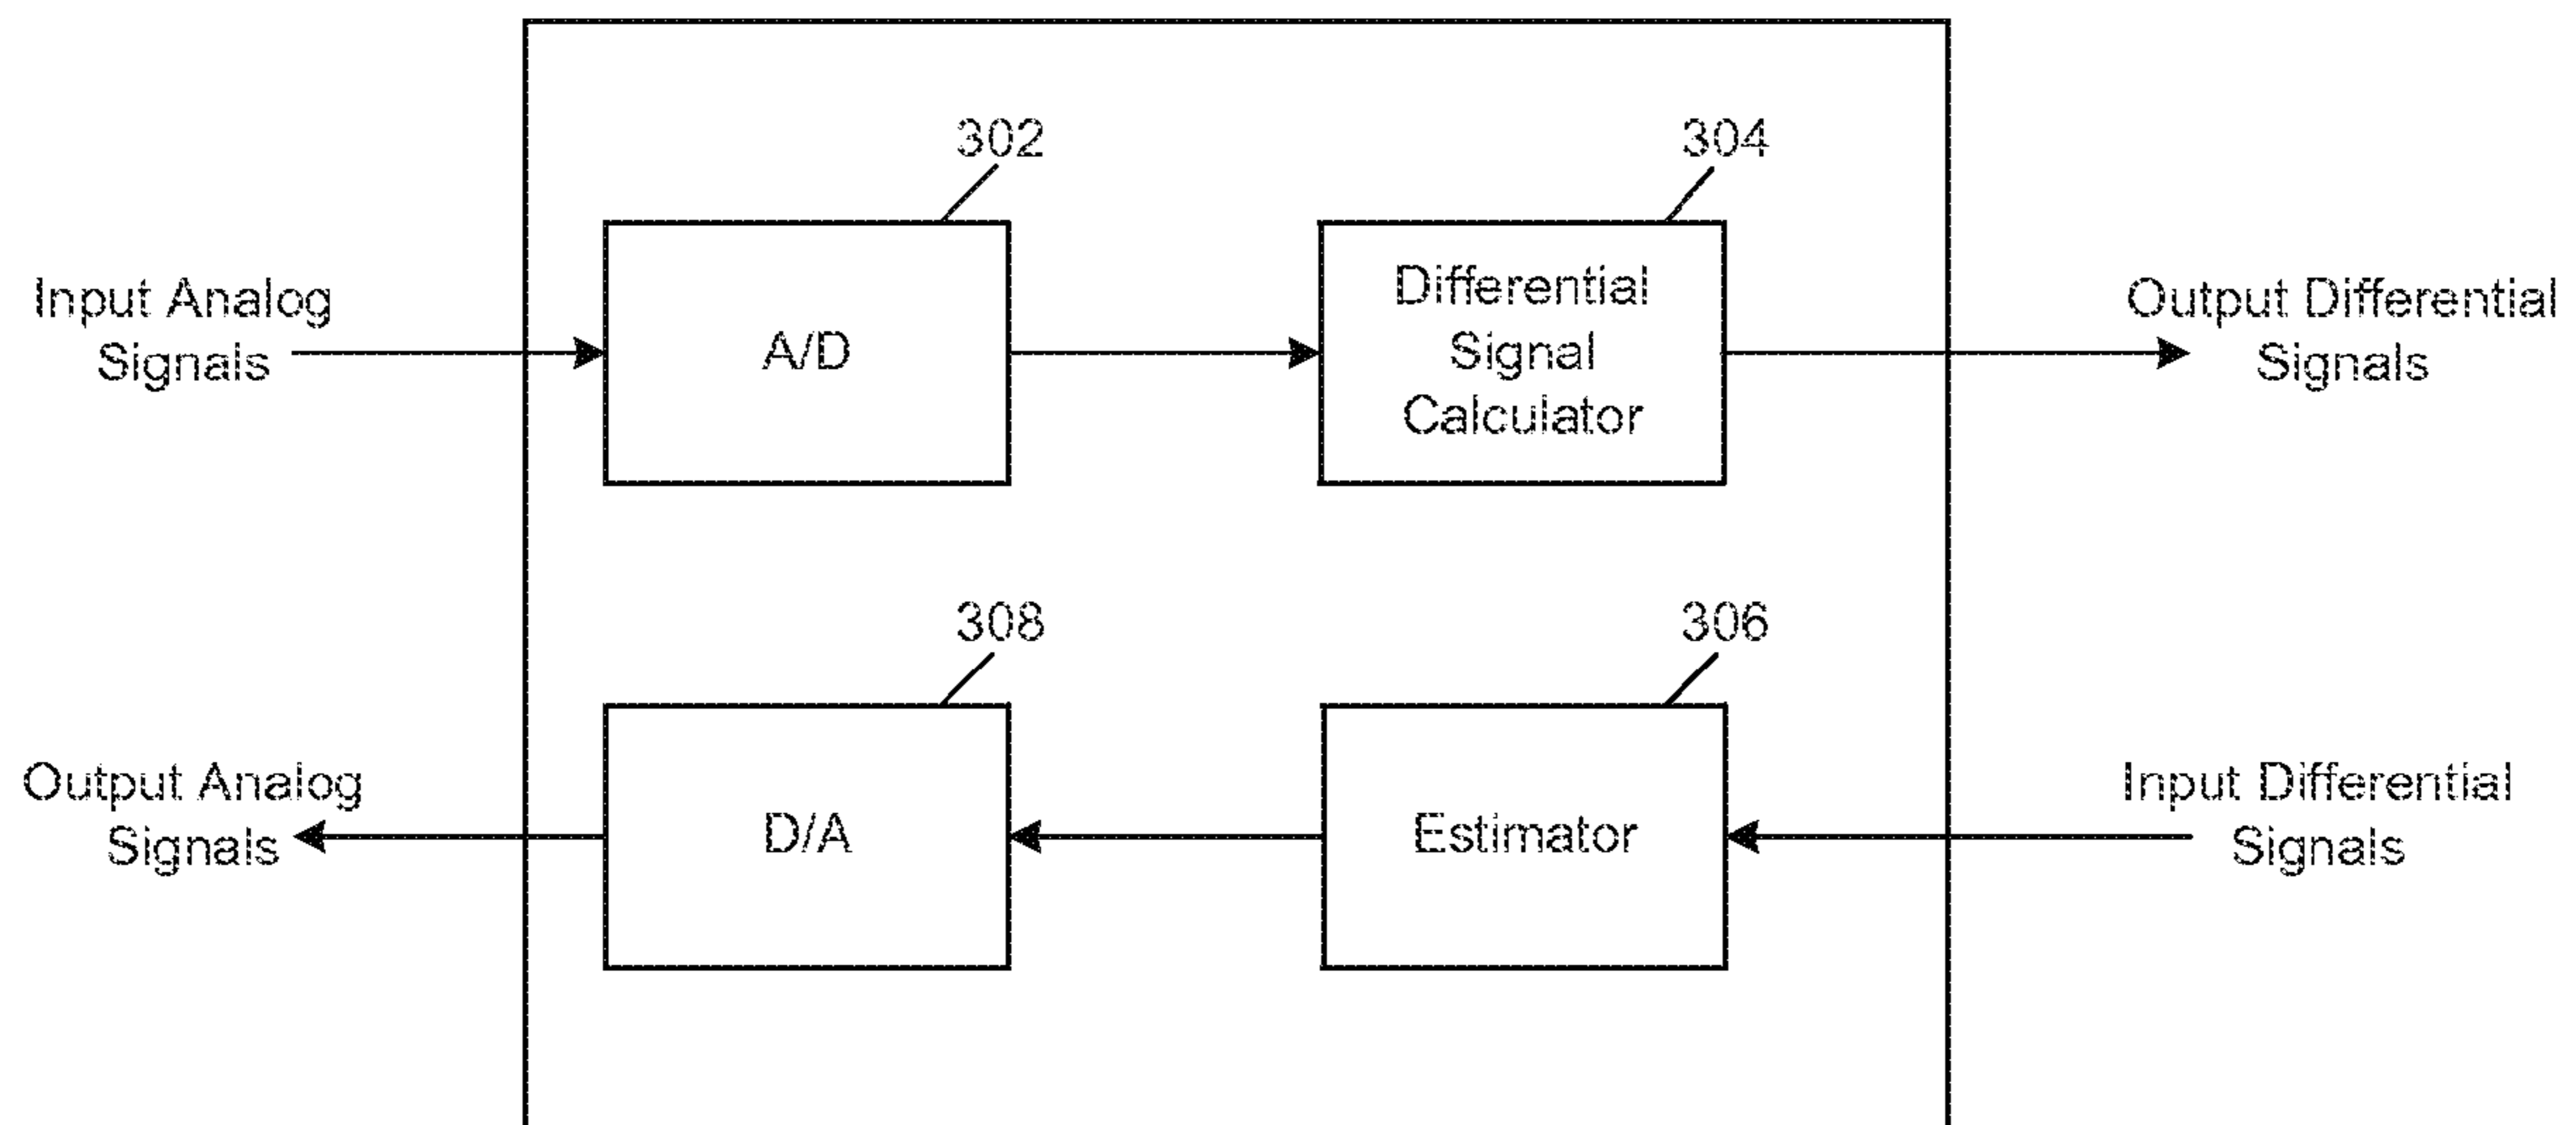 302
304
Input Analog
Signals
A/D
Differential
Signal
Calculator
Output Differential
Signals
308
306
Output Analog
Signals
D/A
Estimator
Input Differential
Signals